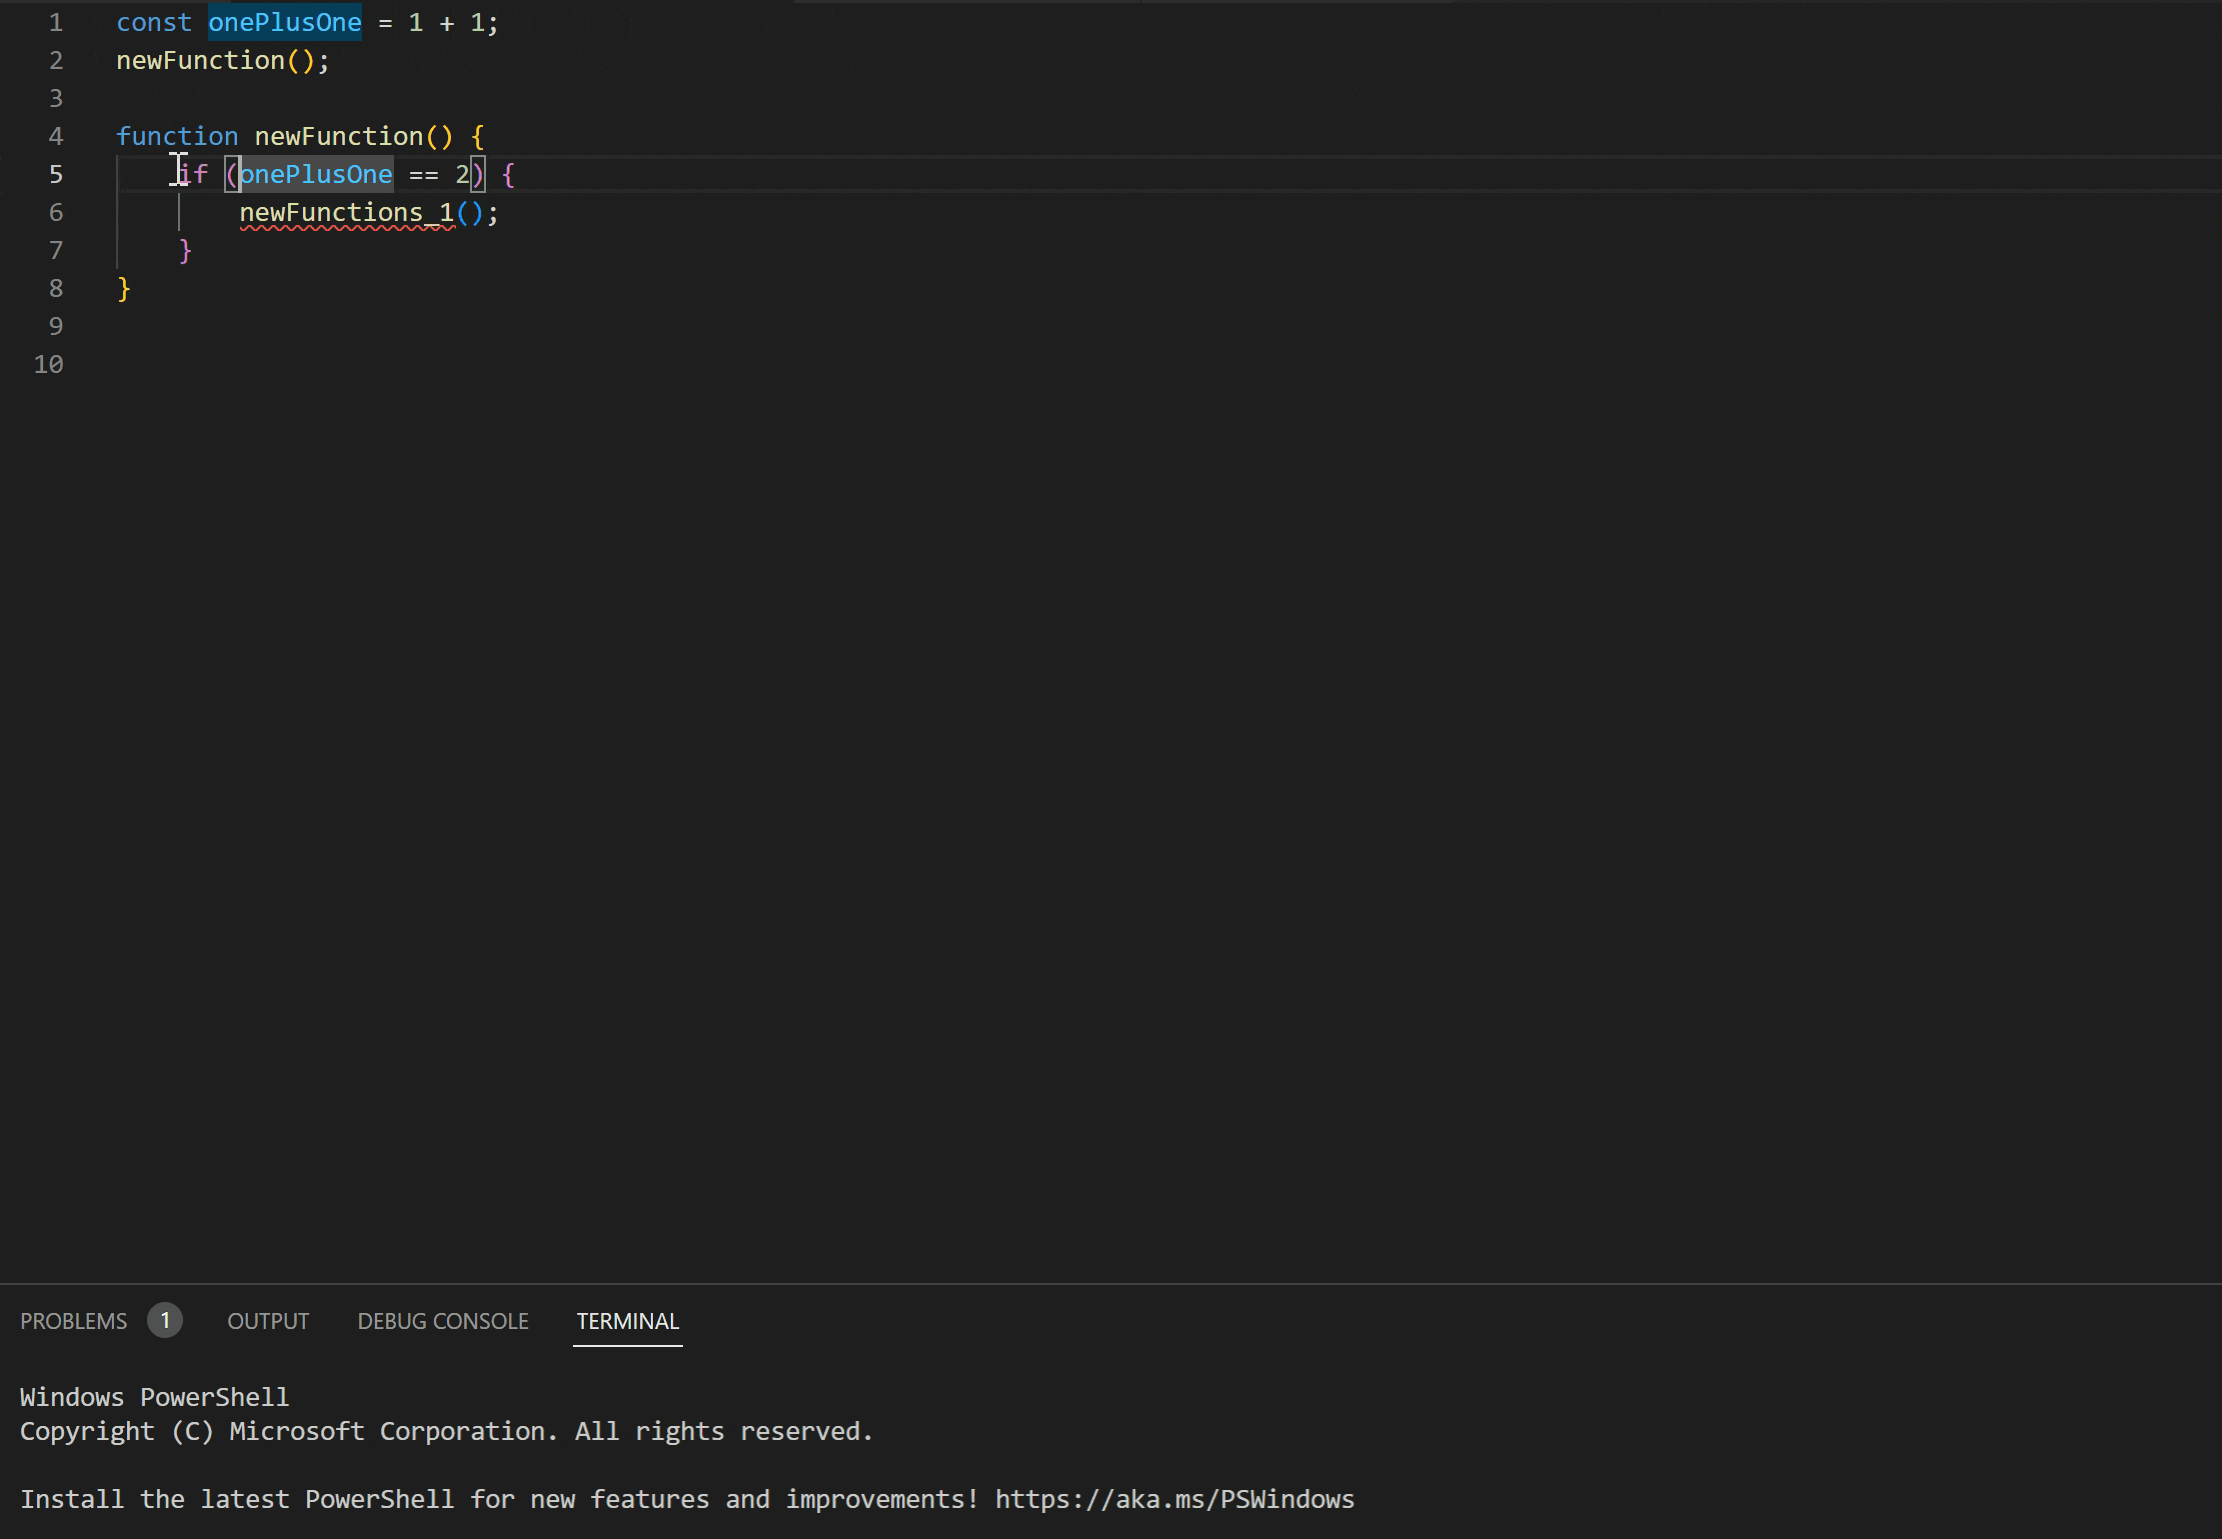 1 const onePlusOne = 1 + 1;
2 newFunction();
3
4 function newFunction() {
5     if (onePlusOne == 2) {
6         newFunctions_1();
7     }
8 }
9
10
PROBLEMS 1 OUTPUT DEBUG CONSOLE TERMINAL
Windows PowerShell
Copyright (C) Microsoft Corporation. All rights reserved.
Install the latest PowerShell for new features and improvements! https://aka.ms/PSWindows